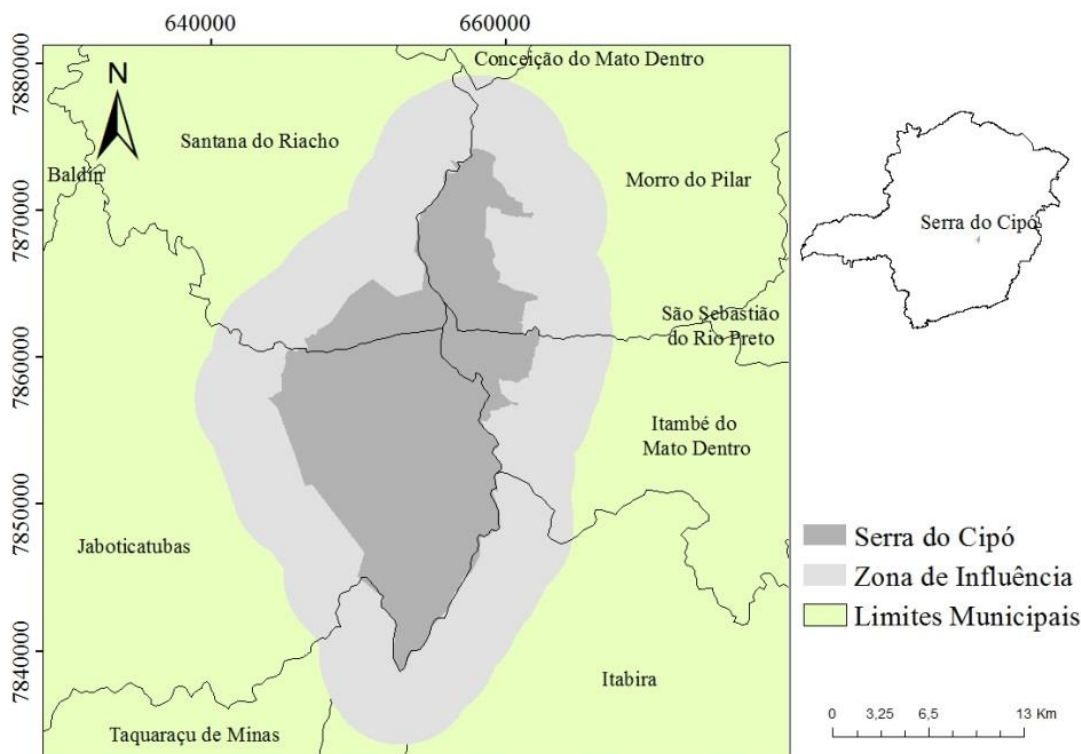 640000
660000
7880000
7870000
7860000
7850000
7840000
N
Conceição do Mato Dentro
Santana do Riacho
Baldin
Morro do Pilar
São Sebastião
do Rio Preto
Itambé do
Mato Dentro
Jaboticatubas
Itabira
Taquaraçu de Minas
Serra do Cipó
Serra do Cipó
Zona de Influência
Limites Municipais
0 3,25 6,5 13 Km